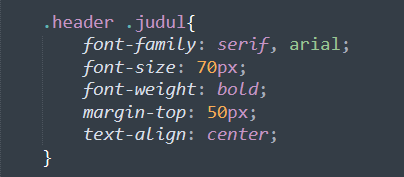 .header .judul{
font-family: serif, arial;
font-size: 70px;
font-weight: bold;
margin-top: 50px;
text-align: center;
}